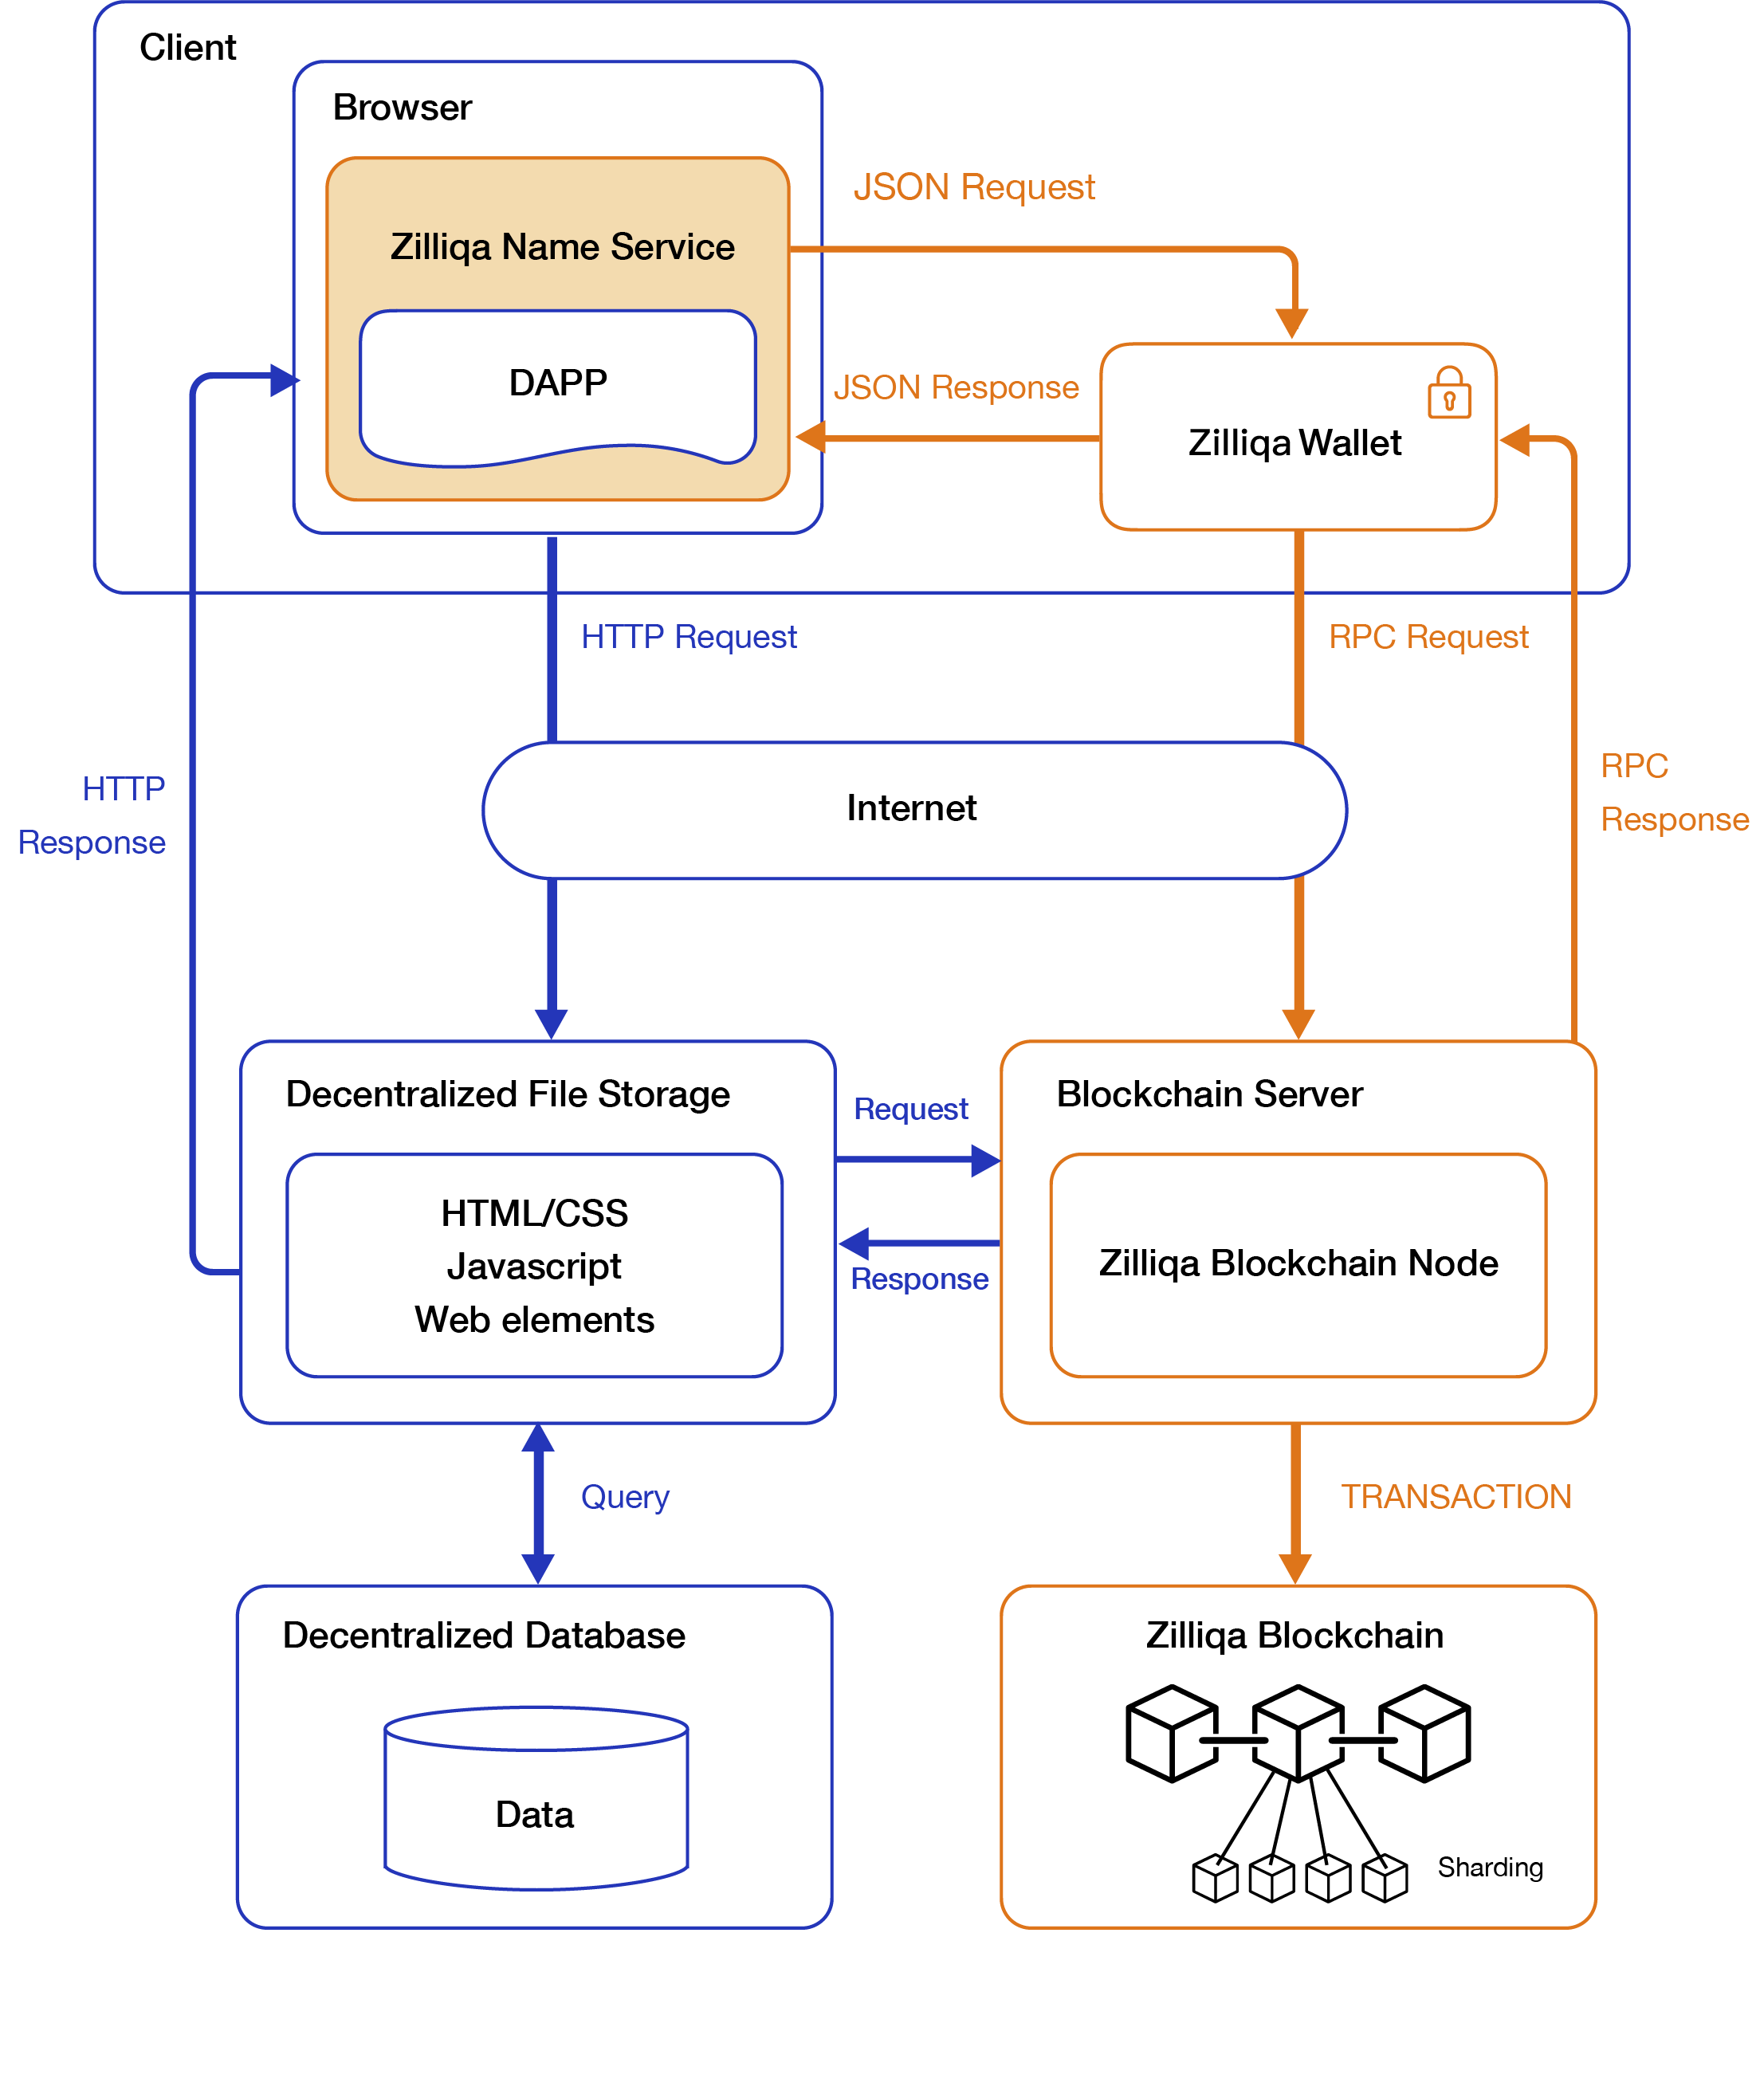 Client
Browser
Zilliqa Name Service
JSON Request
DAPP
JSON Response
Zilliqa Wallet
HTTP Request
RPC Request
HTTP
Response
Internet
RPC
Response
Decentralized File Storage
HTML/CSS
Javascript
Web elements
Request
Response
Blockchain Server
Zilliqa Blockchain Node
Query
TRANSACTION
Decentralized Database
Data
Zilliqa Blockchain
Sharding